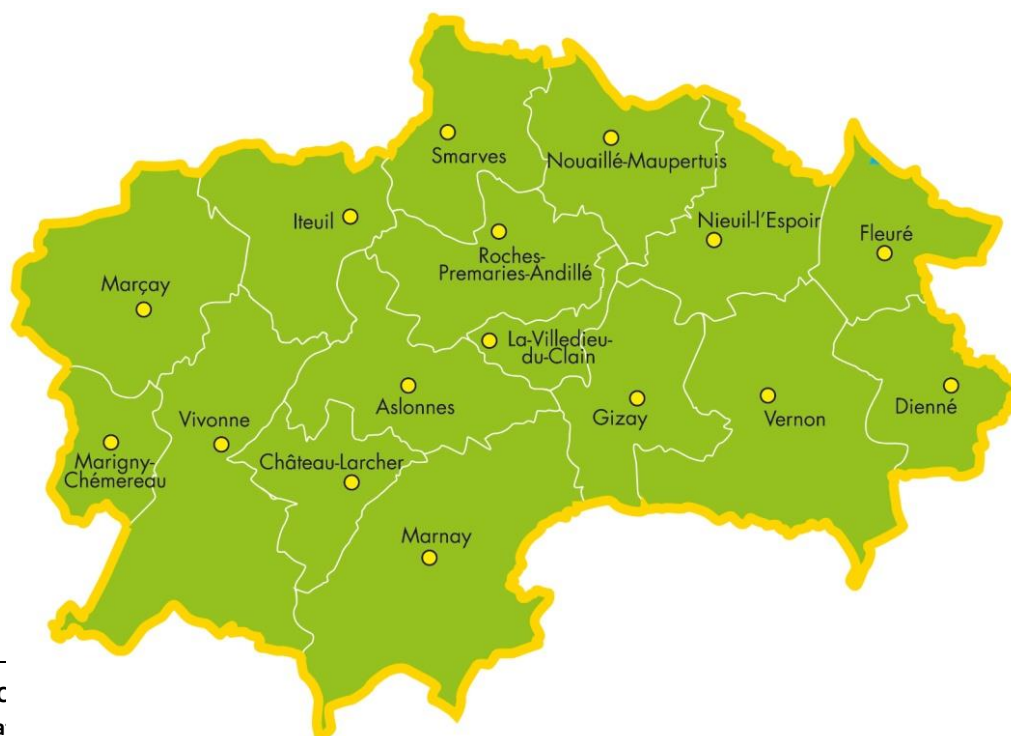 Smarves
Nouaillé-Maupertuis
Iteuil
Nieuil-l'Espoir
Fleuré
Roches-
Premaries-Andillé
Marçay
La-Villedieu-
du-Clain
Aslonnes
Gizay
Vernon
Dienné
Vivonne
Marigny-
Chémereau
Château-Larcher
Marnay